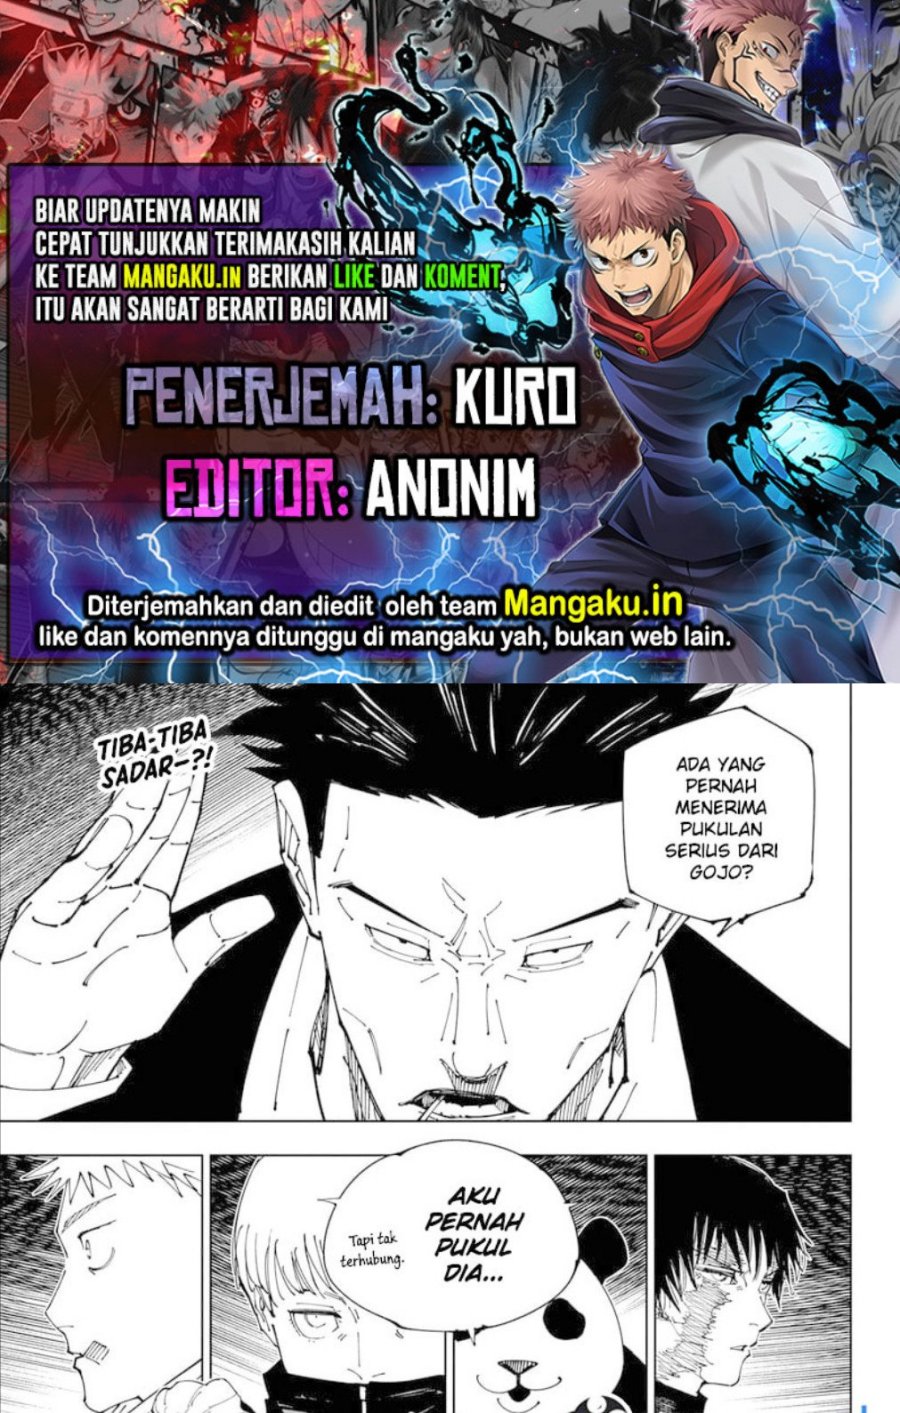 BIAR UPDATENYA MAKIN
CEPAT TUNJUKKAN TERIMAKASIH KALIAN
KE TEAM MANGAKU.IN BERIKAN LIKE DAN KOMENT,
ITU AKAN SANGAT BERARTI BAGI KAMI
PENERJEMAH: KURO
EDITOR: ANONIM
Diterjemahkan dan diedit oleh team Mangaku.in
like dan komennya ditunggu di mangaku yah, bukan web lain.
TIBA-TIBA
SADAR-?!
ADA YANG
PERNAH
MENERIMA
PUKULAN
SERIUS DARI
GOJO?
AKU
PERNAH
PUKUL
DIA...
Tapi tak
terhubung.